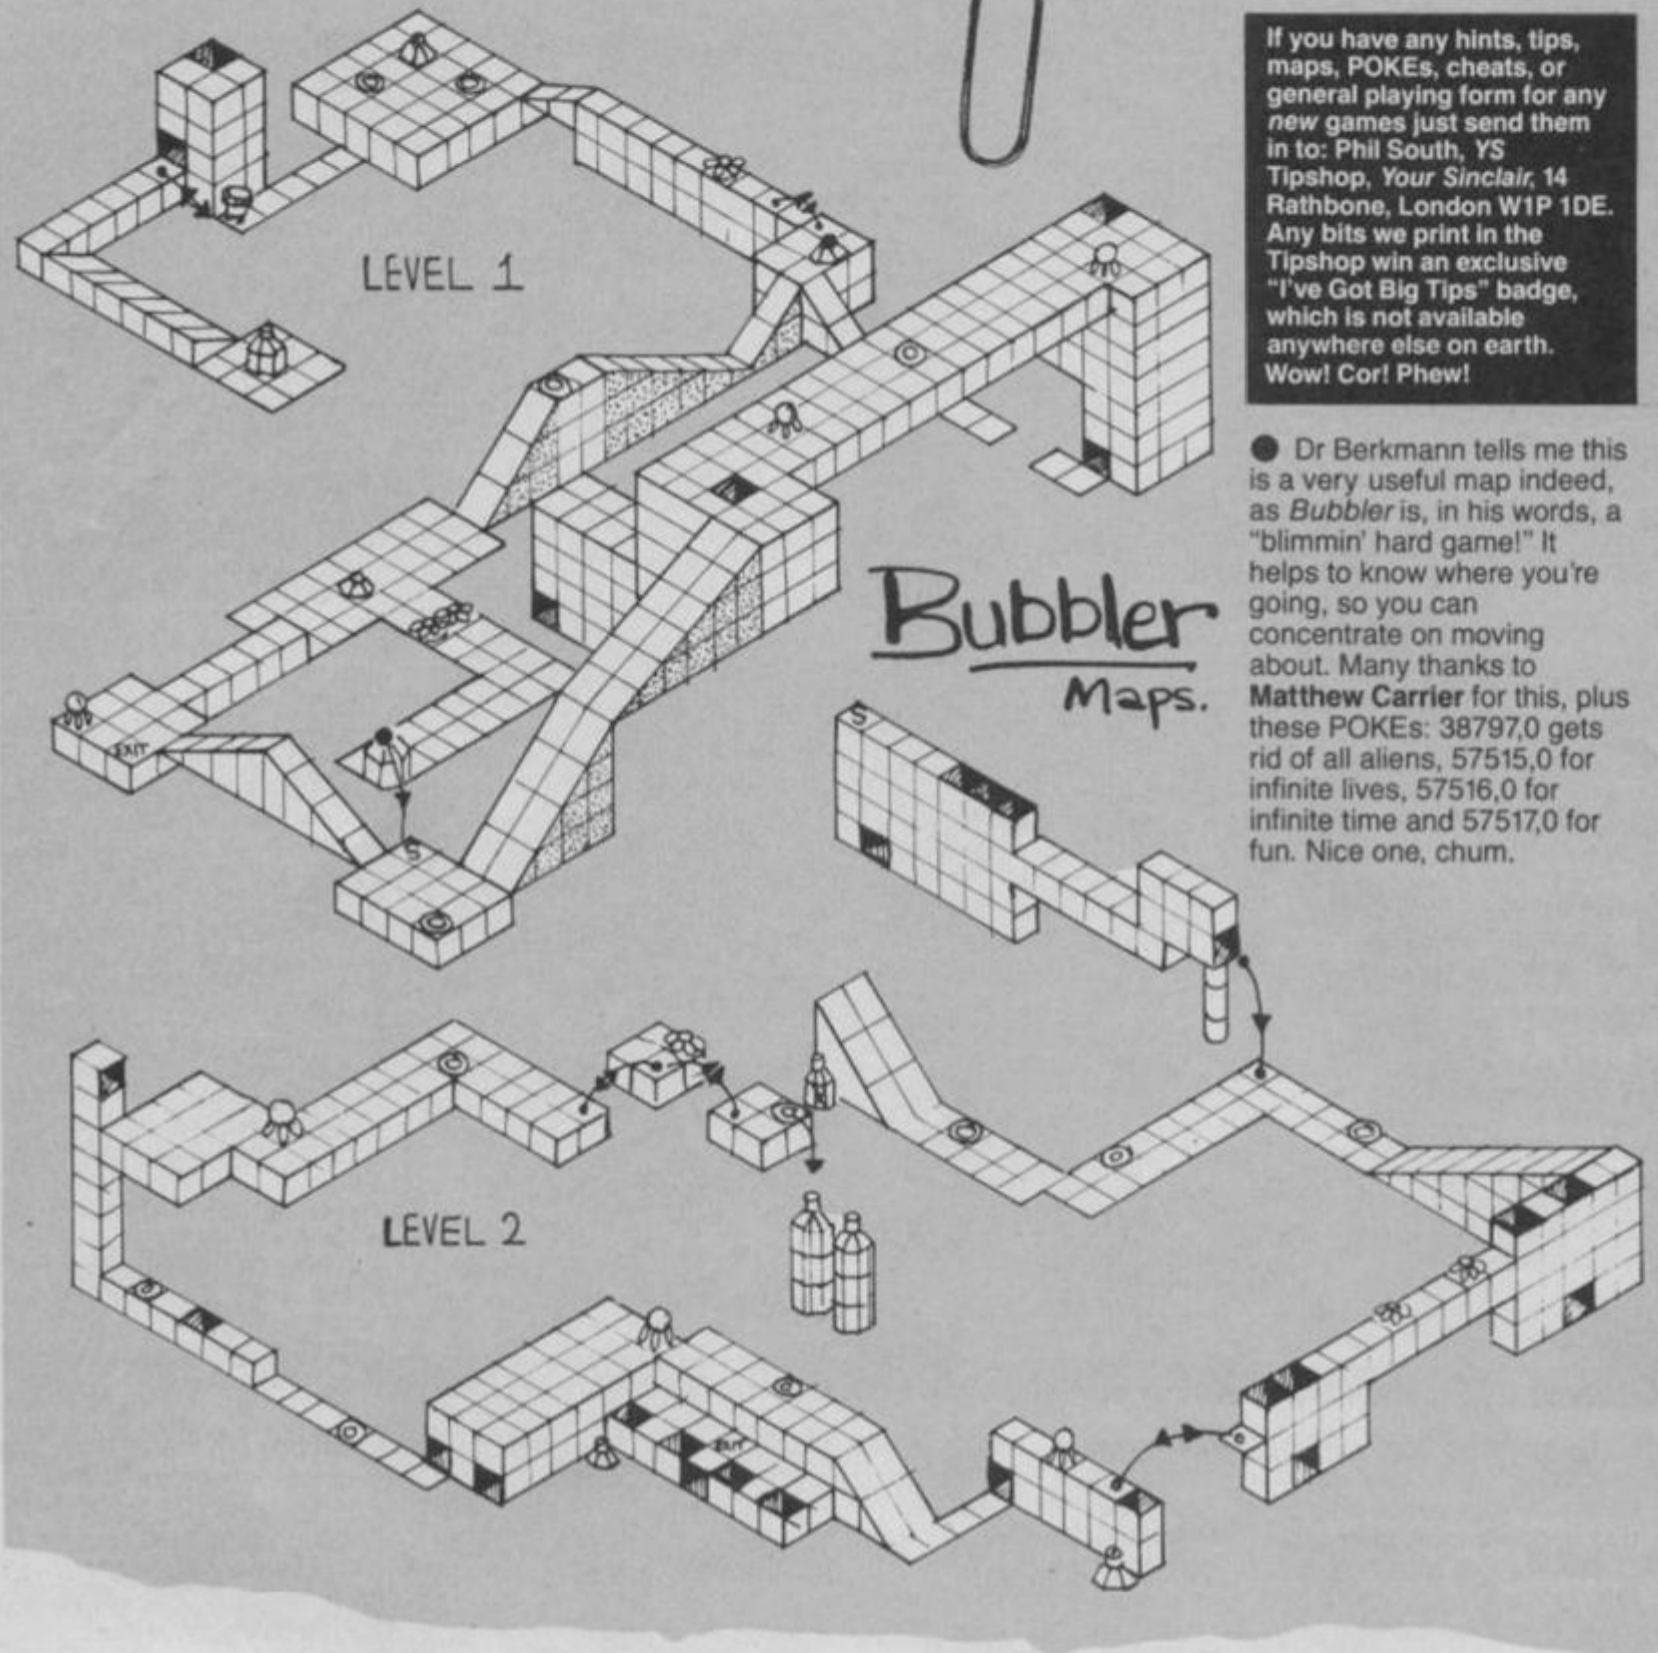 If you have any hints, tips,
maps, POKEs, cheats, or
general playing form for any
new games just send them
in to: Phil South, YS
Tipshop, Your Sinclair, 14
Rathbone, London W1P 1DE.
Any bits we print in the
Tipshop win an exclusive
"I've Got Big Tips" badge,
which is not available
anywhere else on earth.
Wow! Cor! Phew!
LEVEL 1
● Dr Berkmann tells me this
is a very useful map indeed,
as Bubbler is, in his words, a
"blimmin' hard game!" It
helps to know where you're
going, so you can
concentrate on moving
about. Many thanks to
Matthew Carrier for this, plus
these POKEs: 38797,0 gets
rid of all aliens, 57515,0 for
infinite lives, 57516,0 for
infinite time and 57517,0 for
fun. Nice one, chum.
Bubbler
Maps.
EXIT
S
S
LEVEL 2
EXIT